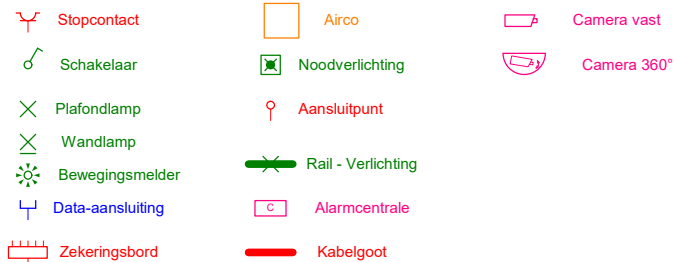 Stopcontact
Airco
Camera vast
Schakelaar
Noodverlichting
Camera 360°
Plafondlamp
Aansluitpunt
Wandlamp
Rail - Verlichting
Bewegingsmelder
Data-aansluiting
C
Alarmcentrale
Zekeringsbord
Kabelgoot